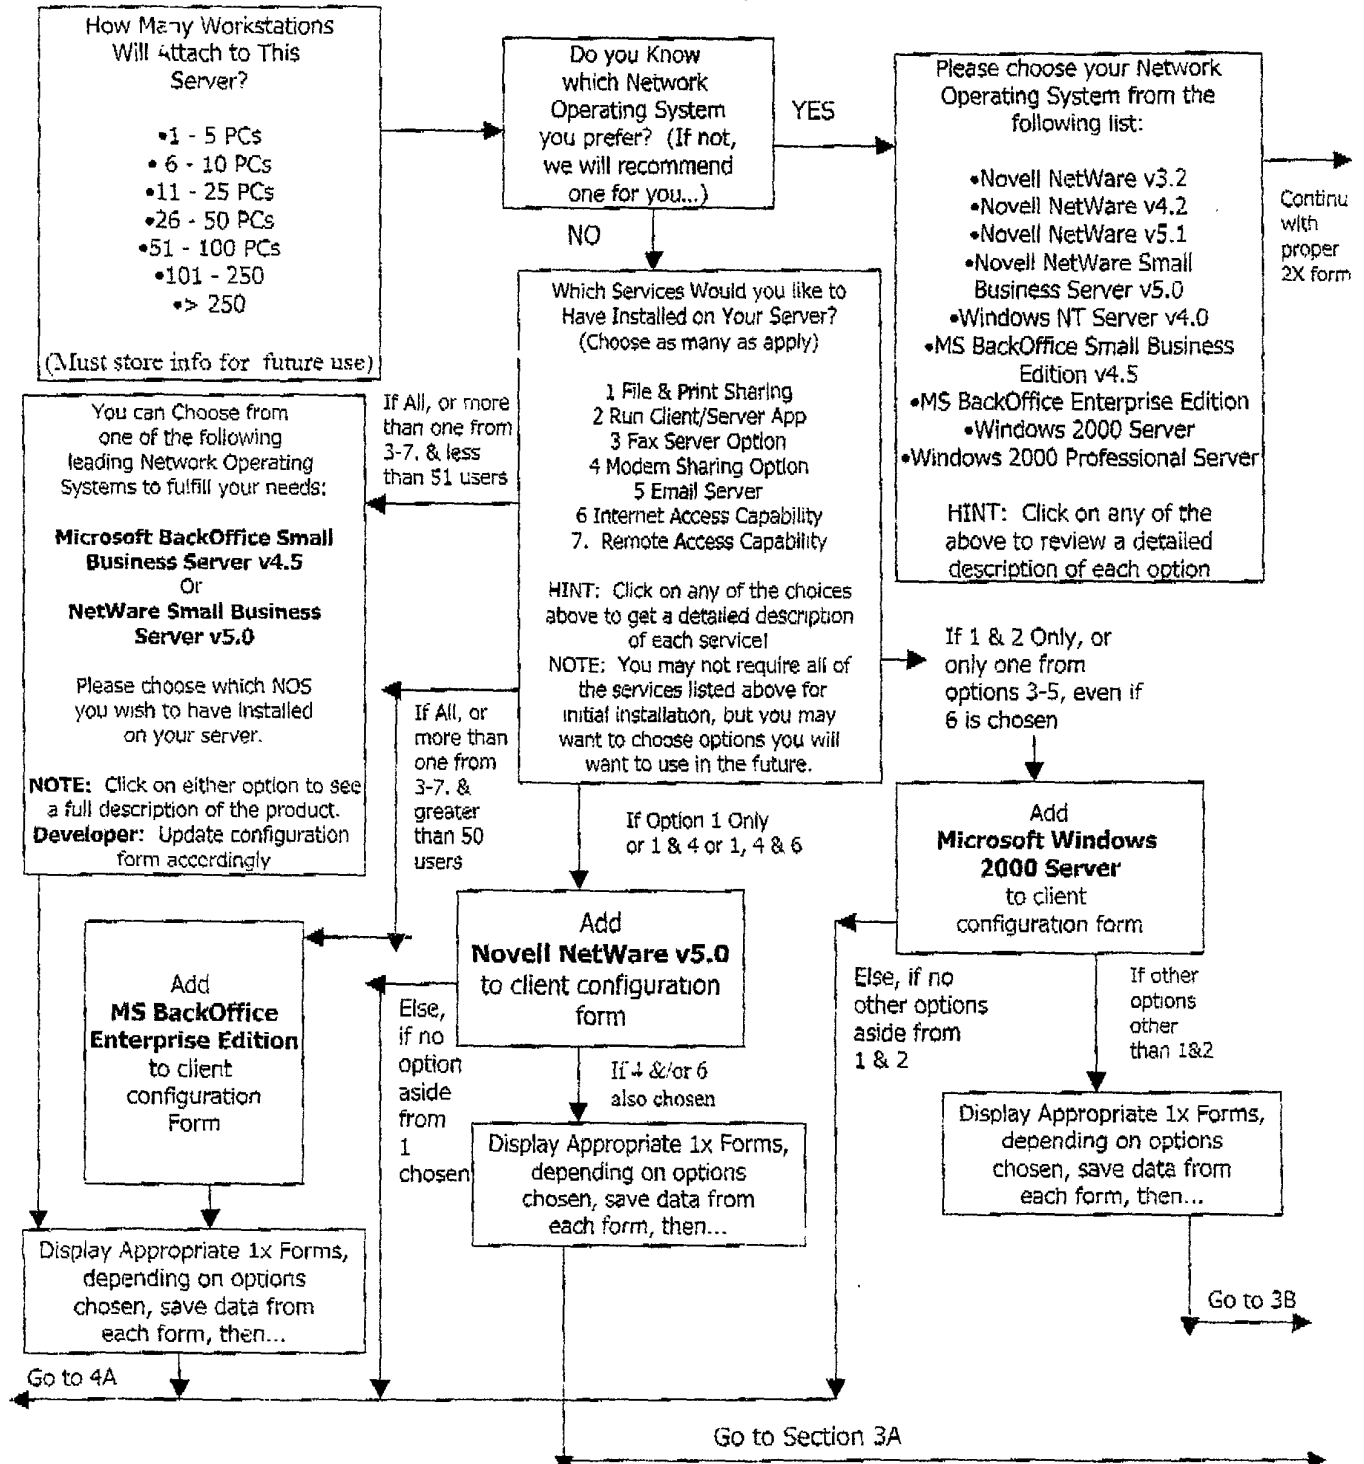 How Many Workstations
Will Attach to This
Server?
•1 - 5 PCs
• 6 - 10 PCs
•11 - 25 PCs
•26 - 50 PCs
•51 - 100 PCs
•101 - 250
•> 250
(Must store info for future use)
Do you Know
which Network
Operating System
you prefer? (If not,
we will recommend
one for you...)
YES
NO
Please choose your Network
Operating System from the
following list:
•Novell NetWare v3.2
•Novell NetWare v4.2
•Novell NetWare v5.1
•Novell NetWare Small
Business Server v5.0
•Windows NT Server v4.0
•MS BackOffice Small Business
Edition v4.5
•MS BackOffice Enterprise Edition
•Windows 2000 Server
•Windows 2000 Professional Server
HINT: Click on any of the
above to review a detailed
description of each option
Continu
with
proper
2X form
Which Services Would you like to
Have Installed on Your Server?
(Choose as many as apply)
1 File & Print Sharing
2 Run Client/Server App
3 Fax Server Option
4 Modem Sharing Option
5 Email Server
6 Internet Access Capability
7. Remote Access Capability
HINT: Click on any of the choices
above to get a detailed description
of each service!
NOTE: You may not require all of
the services listed above for
initial installation, but you may
want to choose options you will
want to use in the future.
If All, or more
than one from
3-7. & less
than 51 users
You can Choose from
one of the following
leading Network Operating
Systems to fulfill your needs:
Microsoft BackOffice Small
Business Server v4.5
Or
NetWare Small Business
Server v5.0
Please choose which NOS
you wish to have installed
on your server.
NOTE: Click on either option to see
a full description of the product.
Developer: Update configuration
form accordingly
If All, or
more than
one from
3-7. &
greater
than 50
users
If Option 1 Only
or 1 & 4 or 1, 4 & 6
If 1 & 2 Only, or
only one from
options 3-5, even if
6 is chosen
Add
Microsoft Windows
2000 Server
to client
configuration form
Add
Novell NetWare v5.0
to client configuration
form
Add
MS BackOffice
Enterprise Edition
to client
configuration
Form
Else,
if no
option
aside
from
1
chosen
If 4 &/or 6
also chosen
Else, if no
other options
aside from
1 & 2
If other
options
other
than 1&2
Display Appropriate 1x Forms,
depending on options
chosen, save data from
each form, then...
Display Appropriate 1x Forms,
depending on options
chosen, save data from
each form, then...
Display Appropriate 1x Forms,
depending on options
chosen, save data from
each form, then...
Go to 3B
Go to 4A
Go to Section 3A